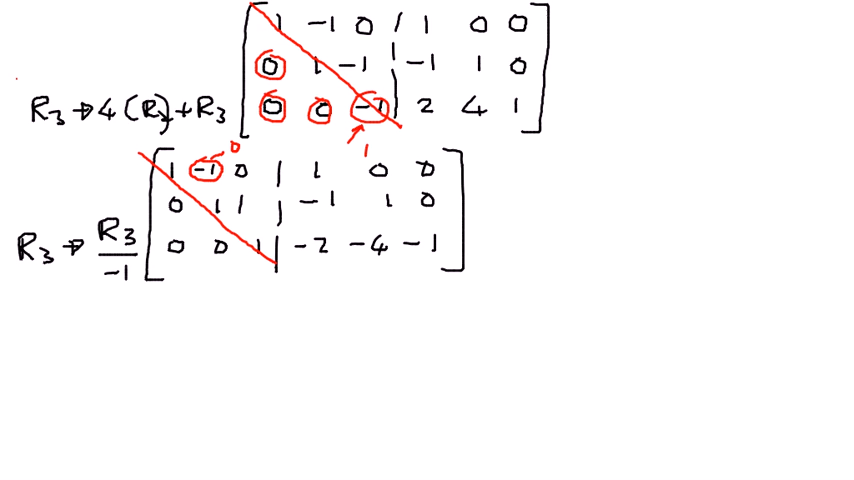 1 -1 0 | 1 0 0
0 1 -1 | -1 1 0
R3 → 4(R2)+R3 0 0 -1 | 2 4 1
0 1
1 -1 0 | 1 0 0
0 1 1 | -1 1 0
R3 → R3/-1 0 0 1 | -2 -4 -1